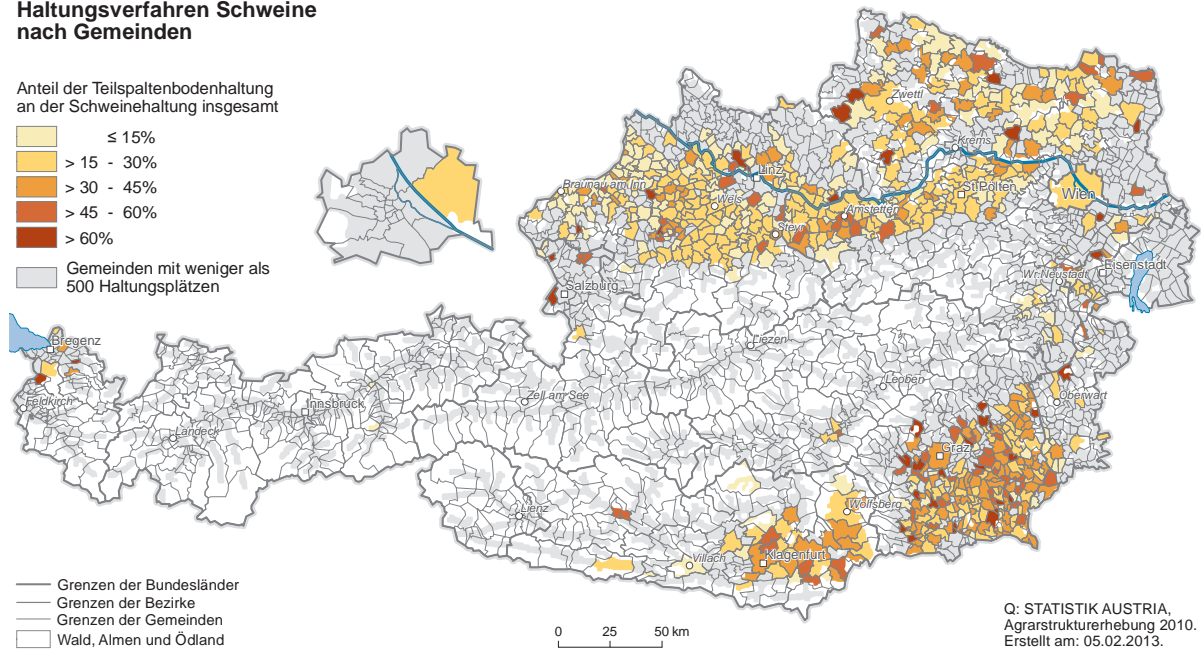 Haltungsverfahren Schweine
nach Gemeinden
Anteil der Teilspaltenbodenhaltung
an der Schweinehaltung insgesamt
≤ 15%
> 15 - 30%
> 30 - 45%
> 45 - 60%
> 60%
Gemeinden mit weniger als
500 Haltungsplätzen
Zwettl
Krems
Linz
St.Pölten
Wien
Braunau am Inn
Wels
Amstetten
Steyr
Eisenstadt
Wr.Neustadt
Salzburg
Bregenz
Liezen
Leoben
Feldkirch
Innsbruck
Zell am See
Oberwart
Landeck
Graz
Lienz
Wolfsberg
Villach
Klagenfurt
Grenzen der Bundesländer
Grenzen der Bezirke
Grenzen der Gemeinden
Wald, Almen und Ödland
0 25 50 km
Q: STATISTIK AUSTRIA,
Agrarstrukturerhebung 2010.
Erstellt am: 05.02.2013.